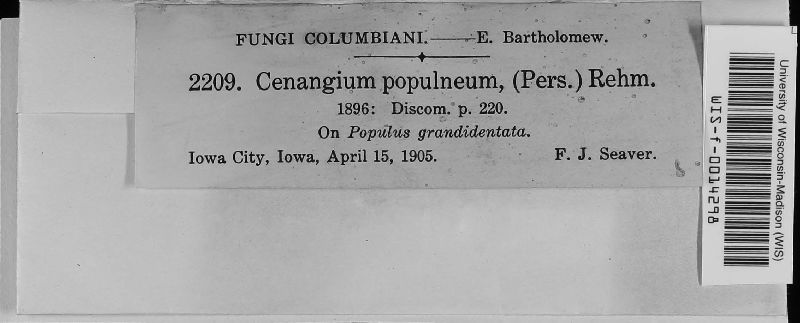 FUNGI COLUMBIANI.——E. Bartholomew.
2209. Cenangium populneum, (Pers.) Rehm.
1896: Discom. p. 220.
On Populus grandidentata.
Iowa City, Iowa, April 15, 1905. F. J. Seaver.
University of Wisconsin-Madison (WIS)
WIS-f-0014298